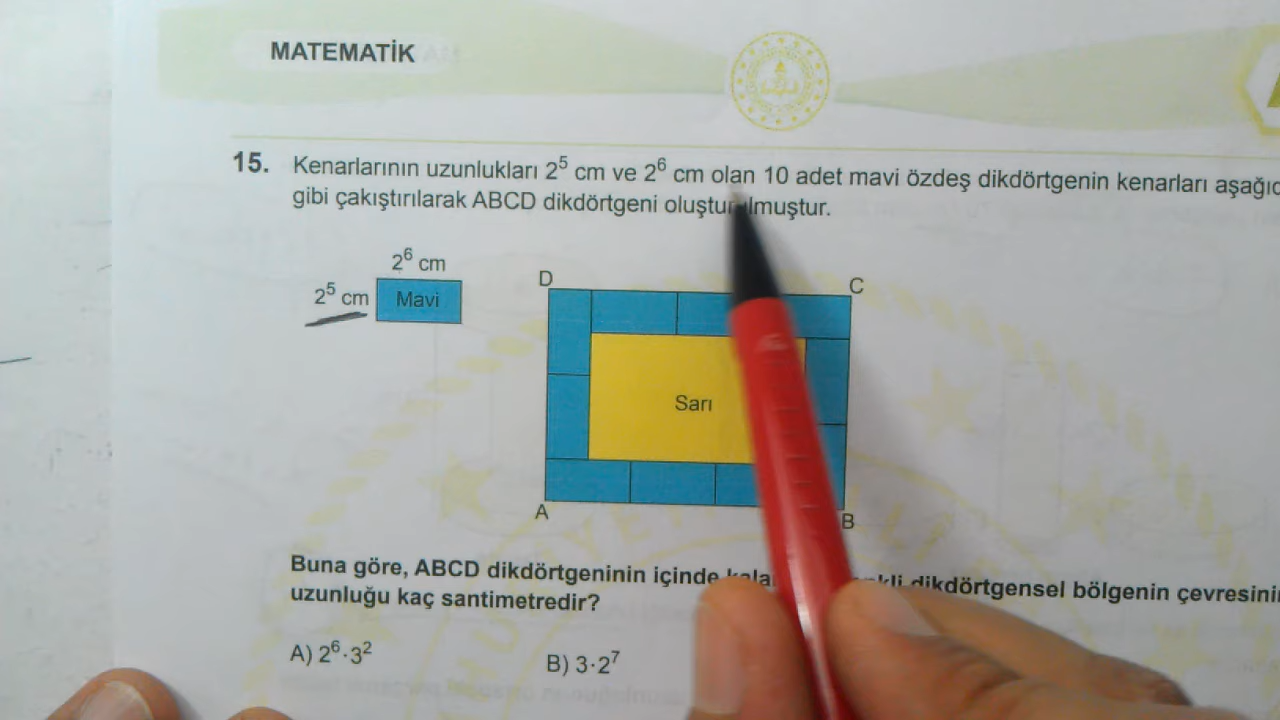 MATEMATİK
15. Kenarlarının uzunlukları 2⁵ cm ve 2⁶ cm olan 10 adet mavi özdeş dikdörtgenin kenarları
gibi çakıştırılarak ABCD dikdörtgeni oluşturulmuştur.
2⁶ cm
2⁵ cm Mavi
D C
Sarı
A B
Buna göre, ABCD dikdörtgeninin içinde dikdörtgensel bölgenin
uzunluğu kaç santimetredir?
A) 2⁶·3² B) 3·2⁷